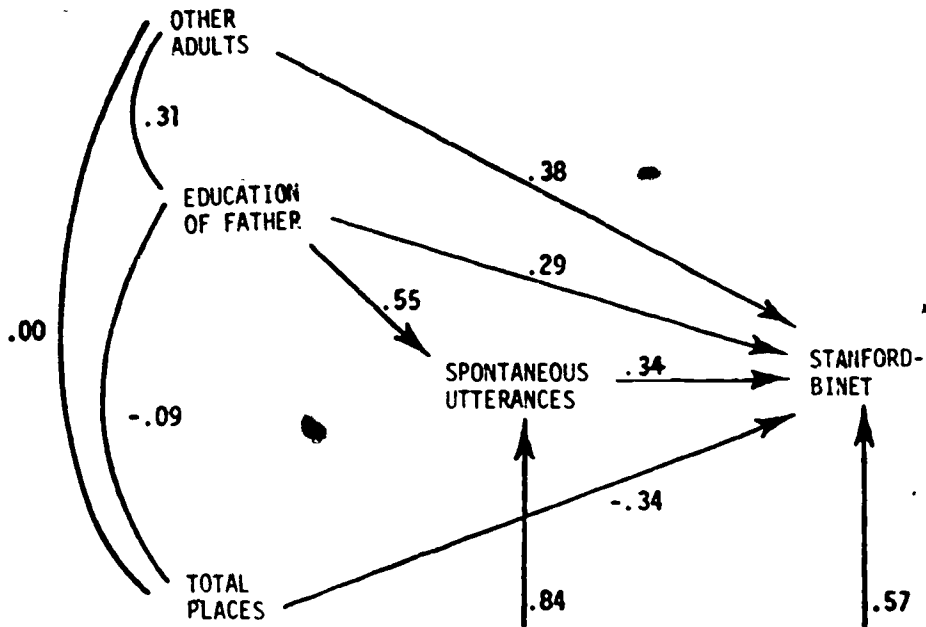 OTHER
ADULTS
.31
.38
EDUCATION
OF FATHER
.29
.55
.00
SPONTANEOUS
UTTERANCES
.34
STANFORD-
BINET
-.09
-.34
TOTAL
PLACES
.84
.57